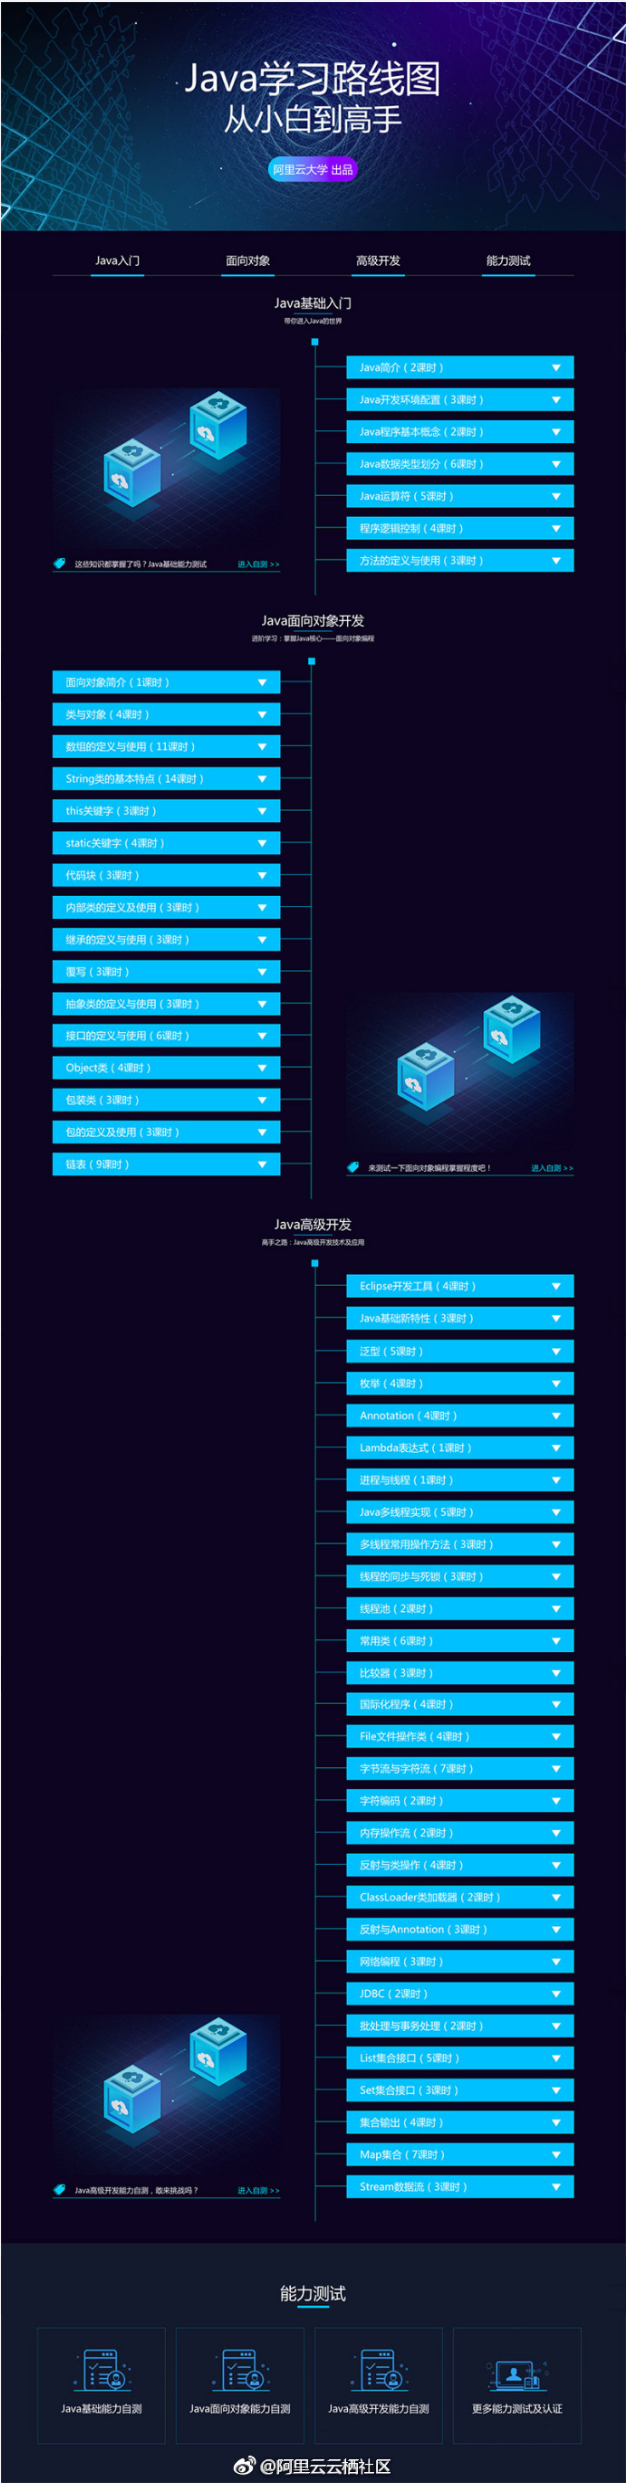 Java学习路线图
从小白到高手
阿里云大学 出品
Java入门 面向对象 高级开发 能力测试
Java基础入门
带你进入Java的世界
Java简介（2课时）
Java开发环境配置（3课时）
Java程序基本概念（2课时）
Java数据类型划分（6课时）
Java运算符（5课时）
程序逻辑控制（4课时）
方法的定义与使用（3课时）
这些知识都掌握了吗？Java基础能力测试 进入自测 >>
Java面向对象开发
进阶学习：掌握Java核心——面向对象编程
面向对象简介（1课时）
类与对象（4课时）
数组的定义与使用（11课时）
String类的基本特点（14课时）
this关键字（3课时）
static关键字（4课时）
代码块（3课时）
内部类的定义及使用（3课时）
继承的定义与使用（3课时）
覆写（3课时）
抽象类的定义与使用（3课时）
接口的定义与使用（6课时）
Object类（4课时）
包装类（3课时）
包的定义及使用（3课时）
链表（9课时）
来测试一下面向对象编程掌握程度吧！ 进入自测 >>
Java高级开发
高手之路：Java高级开发技术及应用
Eclipse开发工具（4课时）
Java基础新特性（3课时）
泛型（5课时）
枚举（4课时）
Annotation（4课时）
Lambda表达式（1课时）
进程与线程（1课时）
Java多线程实现（5课时）
多线程常用操作方法（3课时）
线程的同步与死锁（3课时）
线程池（2课时）
常用类（6课时）
比较器（3课时）
国际化程序（4课时）
File文件操作类（4课时）
字节流与字符流（7课时）
字符编码（2课时）
内存操作流（2课时）
反射与类操作（4课时）
ClassLoader类加载器（2课时）
反射与Annotation（3课时）
网络编程（3课时）
JDBC（2课时）
批处理与事务处理（2课时）
List集合接口（5课时）
Set集合接口（3课时）
集合输出（4课时）
Map集合（7课时）
Stream数据流（3课时）
Java高级开发能力自测，敢来挑战吗？ 进入自测 >>
能力测试
Java基础能力自测 Java面向对象能力自测 Java高级开发能力自测 更多能力测试及认证
@阿里云云栖社区